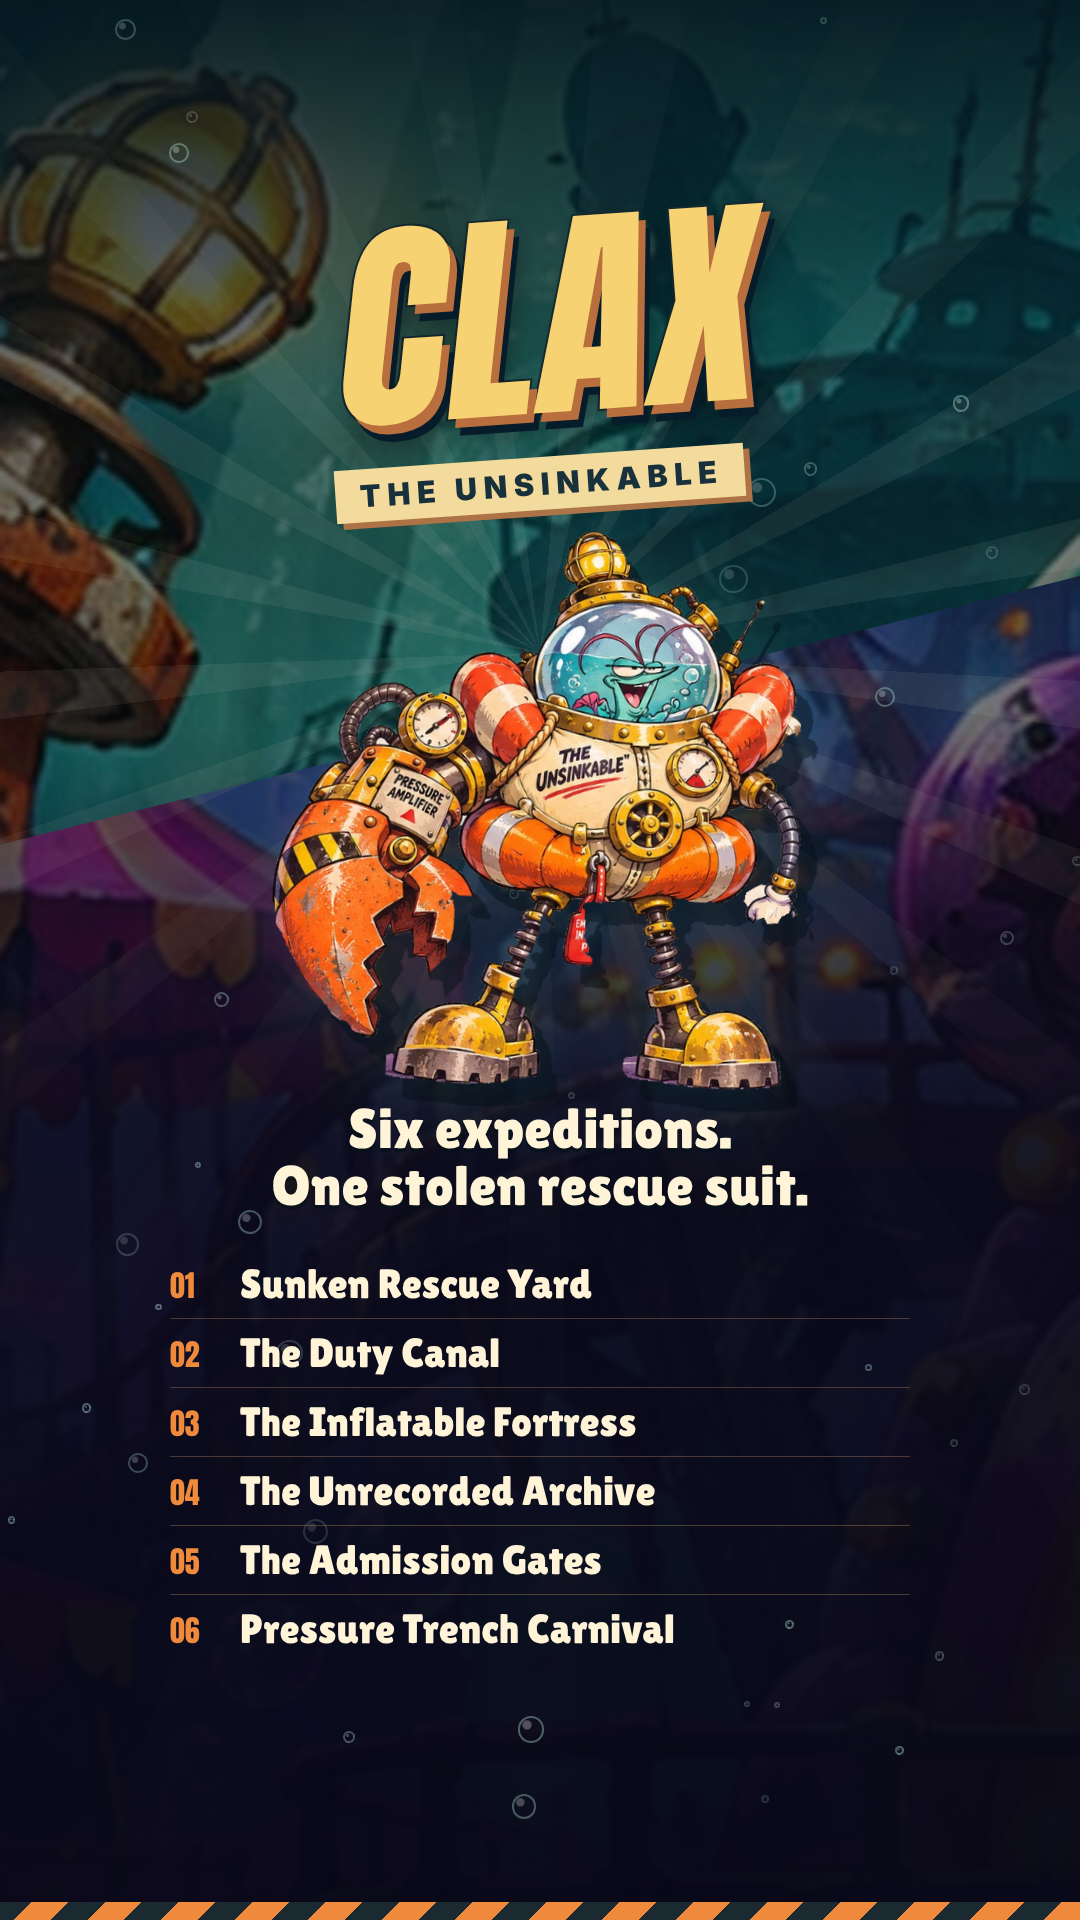 CLAX
THE UNSINKABLE
THE
UNSINKABLE"
"PRESSURE
AMPLIFIER
Six expeditions.
One stolen rescue suit.
01 Sunken Rescue Yard
02 The Duty Canal
03 The Inflatable Fortress
04 The Unrecorded Archive
05 The Admission Gates
06 Pressure Trench Carnival